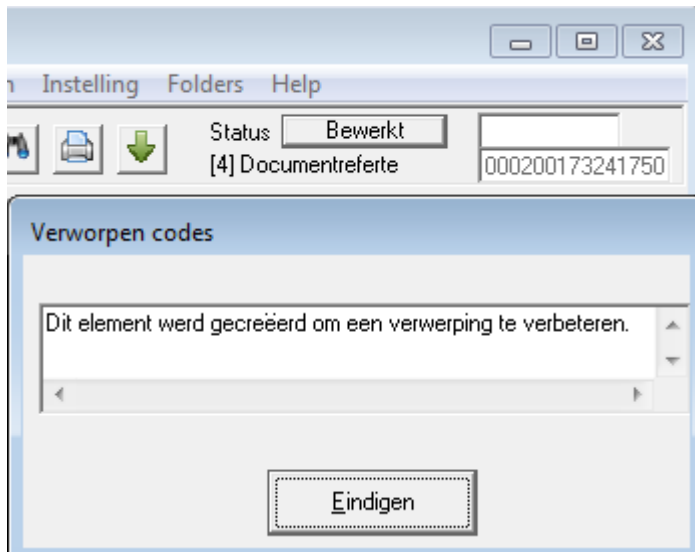 Instelling Folders Help
Status Bewerkt
[4] Documentreferte 000200173241750
Verworpen codes
Dit element werd gecreëerd om een verwerping te verbeteren.
Eindigen